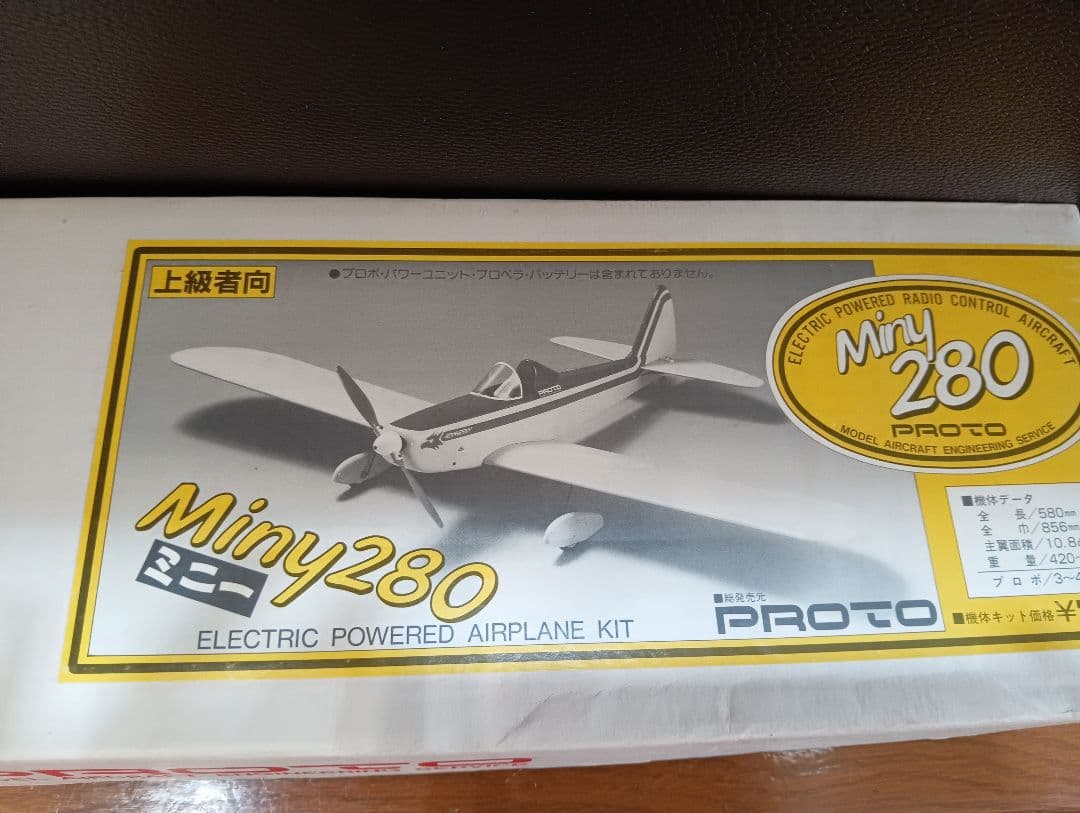 上級者向
●プロポ・パワーユニット・プロペラ・バッテリーは含まれておりません。
ELECTRIC POWERED RADIO CONTROL AIRCRAFT
Miny
280
PROTO
MODEL AIRCRAFT ENGINEERING SERVICE
PROTO
Miny280
ミニー
ELECTRIC POWERED AIRPLANE KIT
■総発売元
PROTO
■機体データ
全 長/580mm
全 巾/856mm
主翼面積/10.8
重 量/420~
プロポ/3~4
■機体キット価格 ¥